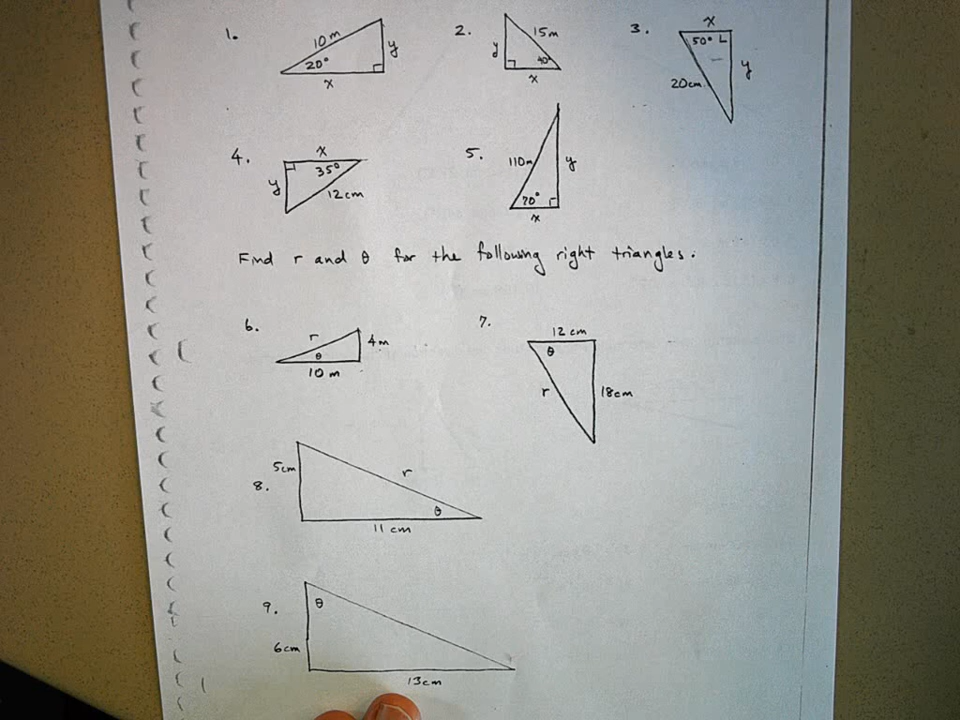 1.
10m
20°
y
x
2.
15m
y
40°
x
3.
x
50°
y
20cm
4.
x
35°
y
12cm
5.
110m
y
70°
x
Find r and θ for the following right triangles.
6.
r
4m
θ
10 m
7.
12 cm
θ
r
18cm
8.
5cm
r
θ
11 cm
9.
θ
6cm
13cm